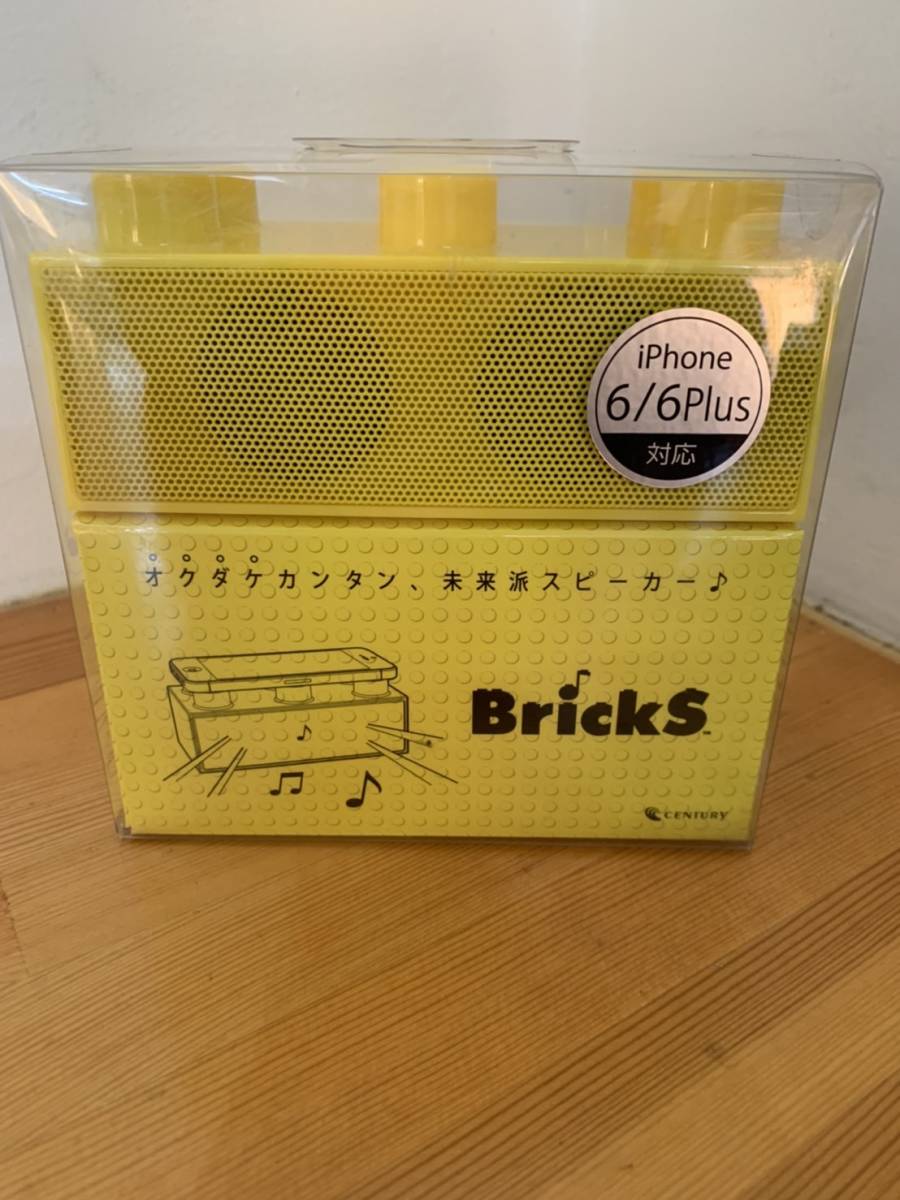 iPhone
6/6Plus
対応
オクダケカンタン、未来派スピーカー♪
BrickS™
CENTURY